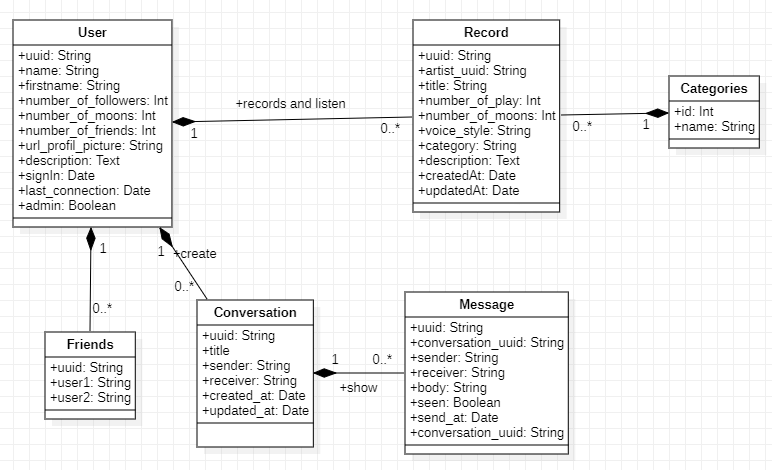 User
+uuid: String
+name: String
+firstname: String
+number_of_followers: Int
+number_of_moons: Int
+number_of_friends: Int
+url_profil_picture: String
+description: Text
+signIn: Date
+last_connection: Date
+admin: Boolean
+records and listen
1
0..*
Record
+uuid: String
+artist_uuid: String
+title: String
+number_of_play: Int
+number_of_moons: Int
+voice_style: String
+category: String
+description: Text
+createdAt: Date
+updatedAt: Date
0..*
1
Categories
+id: Int
+name: String
1
0..*
Friends
+uuid: String
+user1: String
+user2: String
1
+create
0..*
Conversation
+uuid: String
+title
+sender: String
+receiver: String
+created_at: Date
+updated_at: Date
1
0..*
+show
Message
+uuid: String
+conversation_uuid: String
+sender: String
+receiver: String
+body: String
+seen: Boolean
+send_at: Date
+conversation_uuid: String